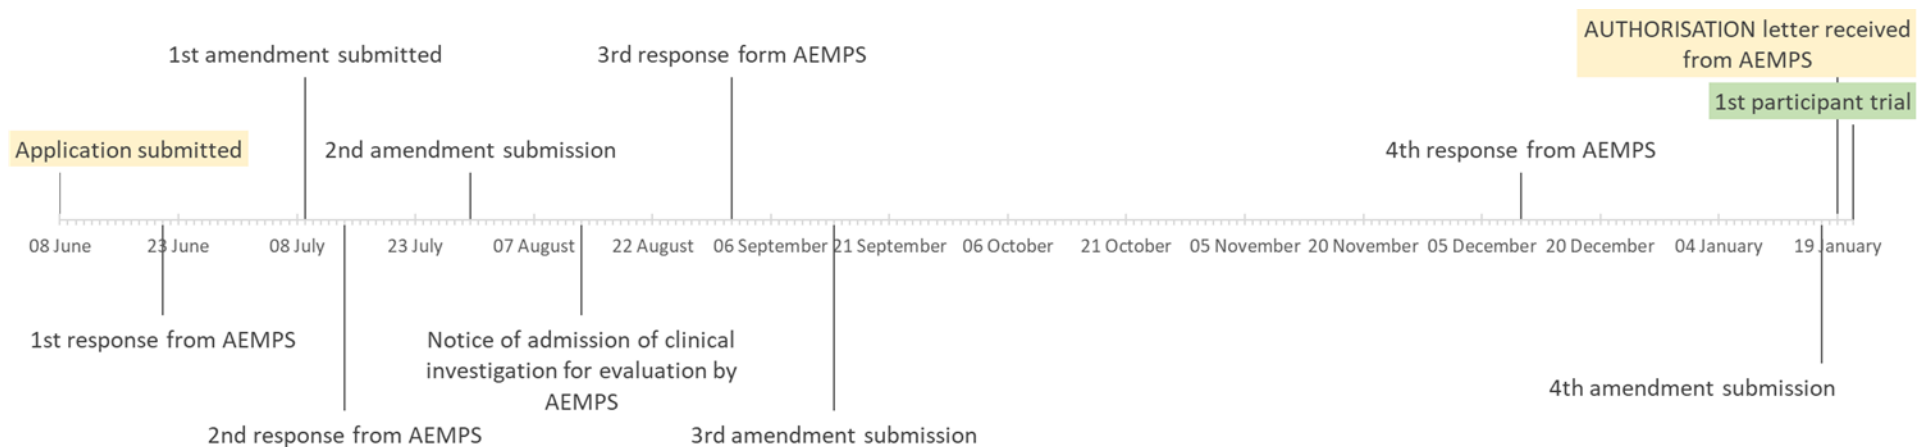 AUTHORISATION letter received
from AEMPS
1st amendment submitted
3rd response form AEMPS
1st participant trial
Application submitted
2nd amendment submission
4th response from AEMPS
08 June
23 June
08 July
23 July
07 August
22 August
06 September
21 September
06 October
21 October
05 November
20 November
05 December
20 December
04 January
19 January
1st response from AEMPS
Notice of admission of clinical
investigation for evaluation by
AEMPS
4th amendment submission
2nd response from AEMPS
3rd amendment submission